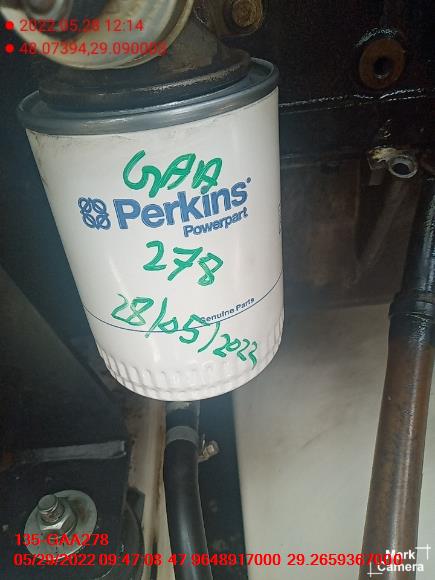 2022.05.28 12:14
48.07394,29.090003
GAA
Perkins
Powerpart
278
Genuine Parts
28/05/2022
135-GAA278
05/29/2022 09:47:08 47.9648917000 29.2659367000
Mark
Camera